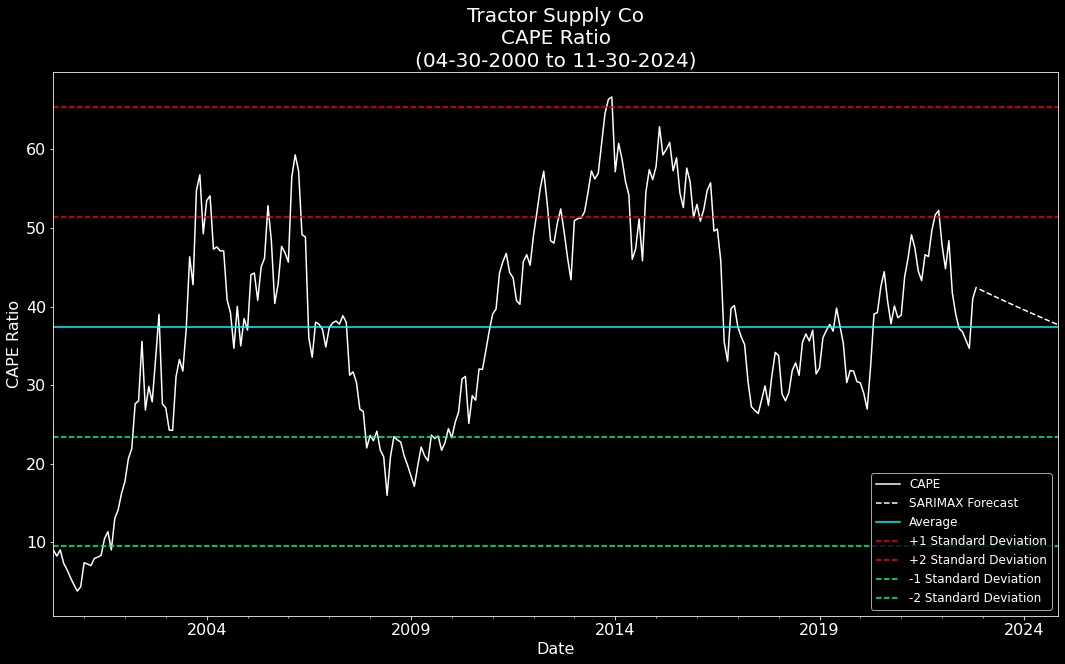 Tractor Supply Co
CAPE Ratio
(04-30-2000 to 11-30-2024)
CAPE Ratio
60
50
40
30
20
10
CAPE
SARIMAX Forecast
Average
+1 Standard Deviation
+2 Standard Deviation
-1 Standard Deviation
-2 Standard Deviation
2004
2009
2014
2019
2024
Date